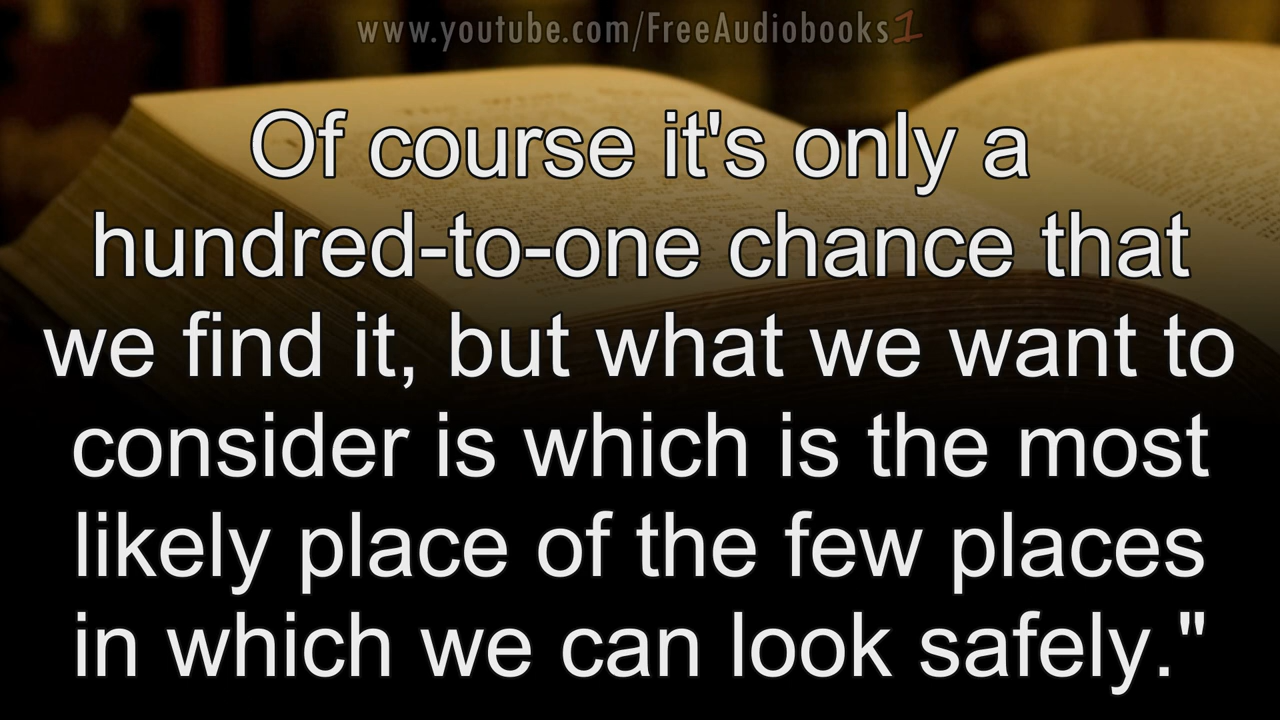 www.youtube.com/FreeAudiobooks1
Of course it's only a
hundred-to-one chance that
we find it, but what we want to
consider is which is the most
likely place of the few places
in which we can look safely."